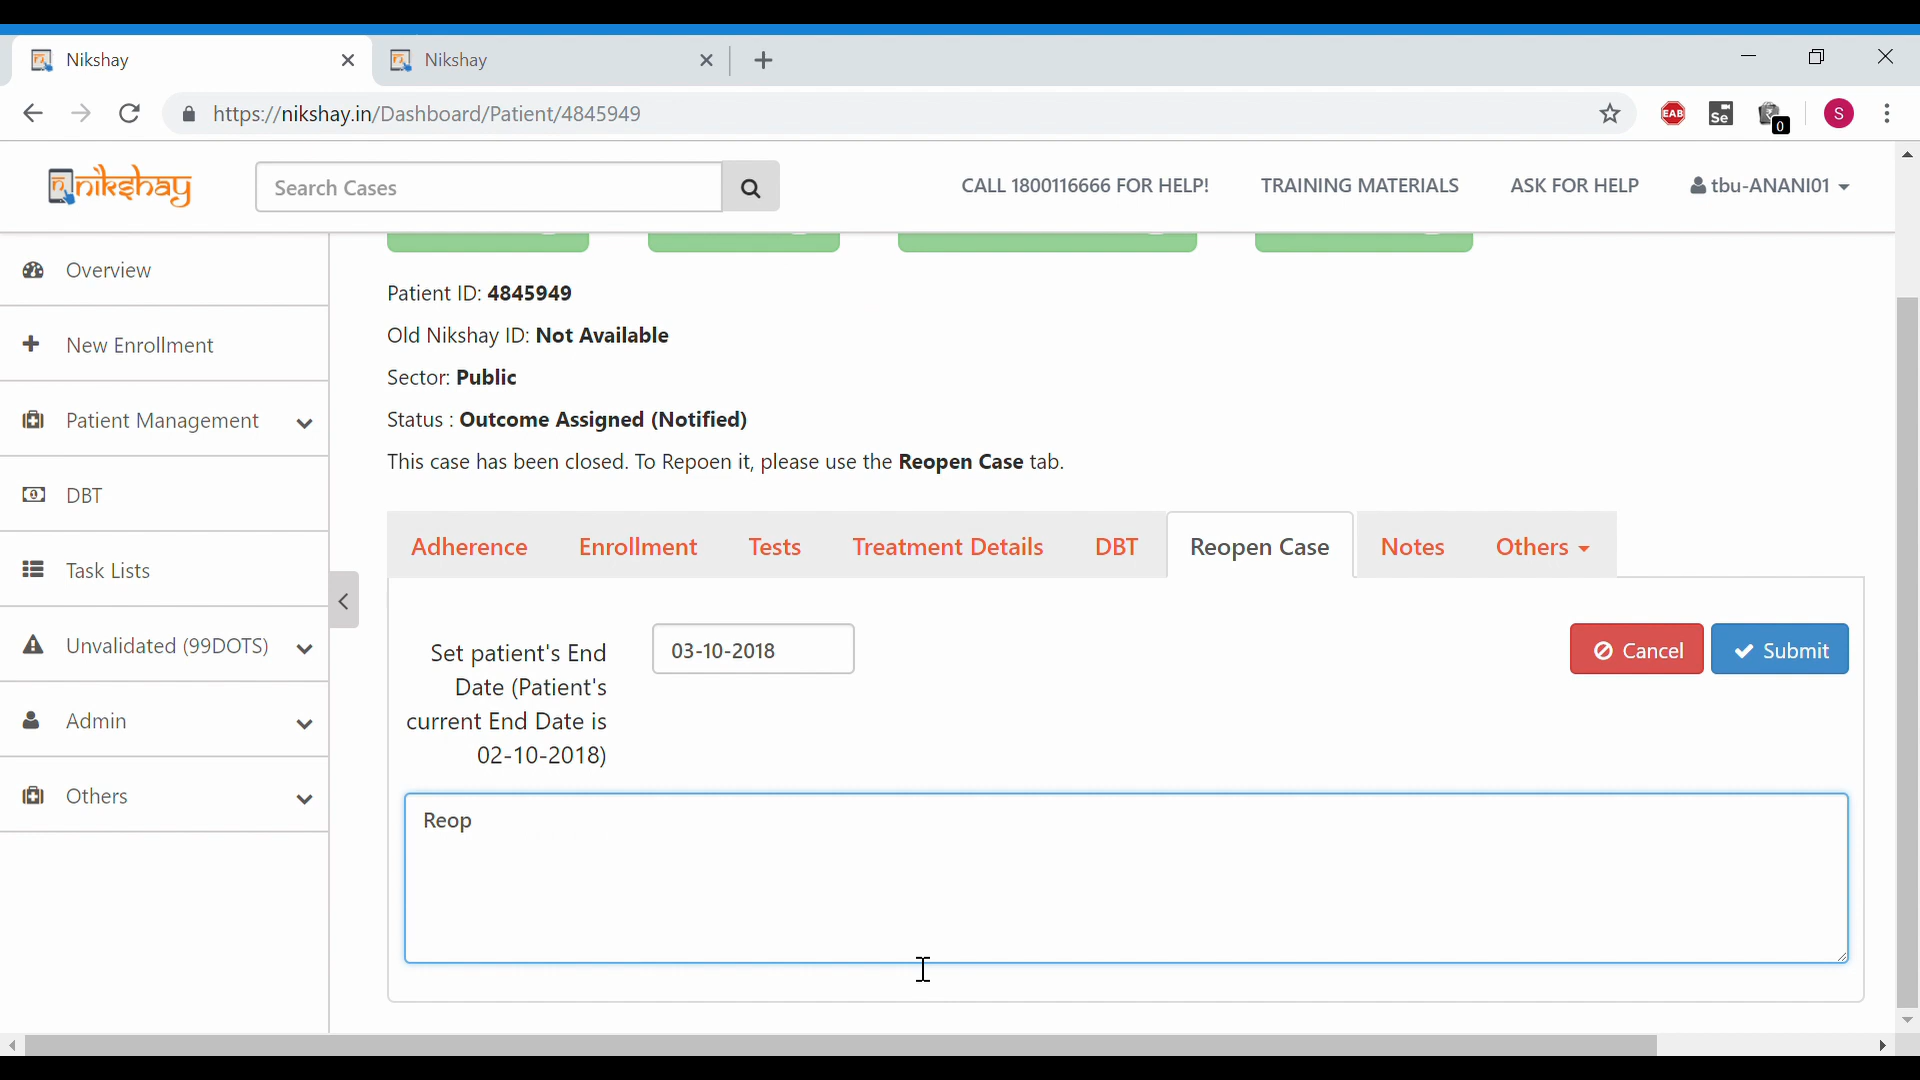 Nikshay
Nikshay
https://nikshay.in/Dashboard/Patient/4845949
EAB
Se
0
S
निkshay
Search Cases
CALL 1800116666 FOR HELP!
TRAINING MATERIALS
ASK FOR HELP
tbu-ANANI01
Overview
New Enrollment
Patient Management
DBT
Task Lists
Unvalidated (99DOTS)
Admin
Others
Patient ID: 4845949
Old Nikshay ID: Not Available
Sector: Public
Status : Outcome Assigned (Notified)
This case has been closed. To Repoen it, please use the Reopen Case tab.
Adherence
Enrollment
Tests
Treatment Details
DBT
Reopen Case
Notes
Others
Set patient's End
Date (Patient's
current End Date is
02-10-2018)
03-10-2018
Cancel
Submit
Reop